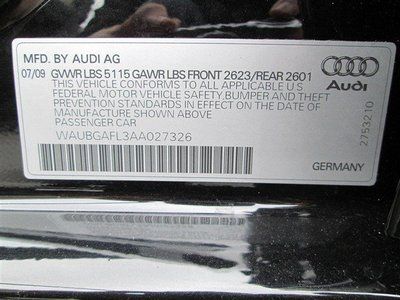 MFD. BY AUDI AG
07/09 GVWR LBS 5115 GAWR LBS FRONT 2623/REAR 2601
THIS VEHICLE CONFORMS TO ALL APPLICABLE U S
FEDERAL MOTOR VEHICLE SAFETY, BUMPER AND THEFT
PREVENTION STANDARDS IN EFFECT ON DATE OF
MANUFACTURE SHOWN ABOVE
PASSENGER CAR
WAUBGAFL3AA027326
GERMANY
Audi
2753210